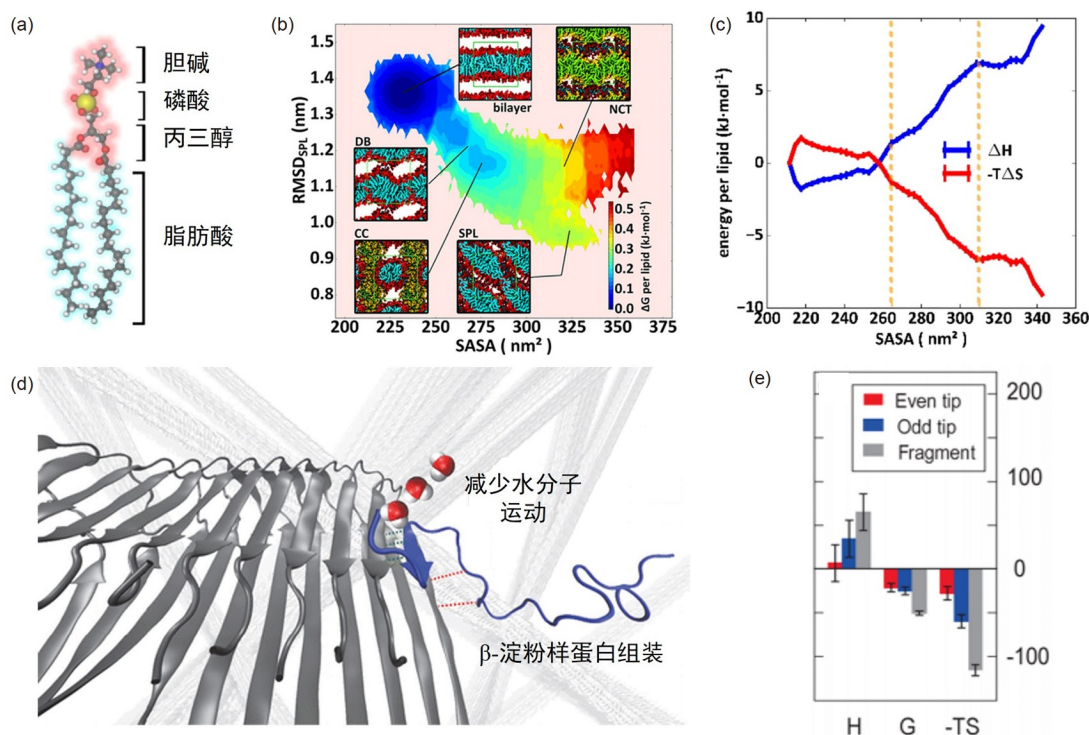 (a)
胆碱
磷酸
丙三醇
脂肪酸
(b)
1.5
1.4
1.3
1.2
1.1
1.0
0.9
0.8
RMSD_SPL (nm)
bilayer
NCT
DB
CC
SPL
0.5
0.4
0.3
0.2
0.1
0.0
ΔG per lipid (kJ·mol⁻¹)
200 225 250 275 300 325 350 375
SASA ( nm² )
(c)
10
5
0
−5
−10
energy per lipid (kJ·mol⁻¹)
ΔH
-TΔS
200 220 240 260 280 300 320 340 360
SASA ( nm² )
(d)
减少水分子
运动
β-淀粉样蛋白组装
(e)
Even tip
Odd tip
Fragment
200
100
0
-100
H G -TS